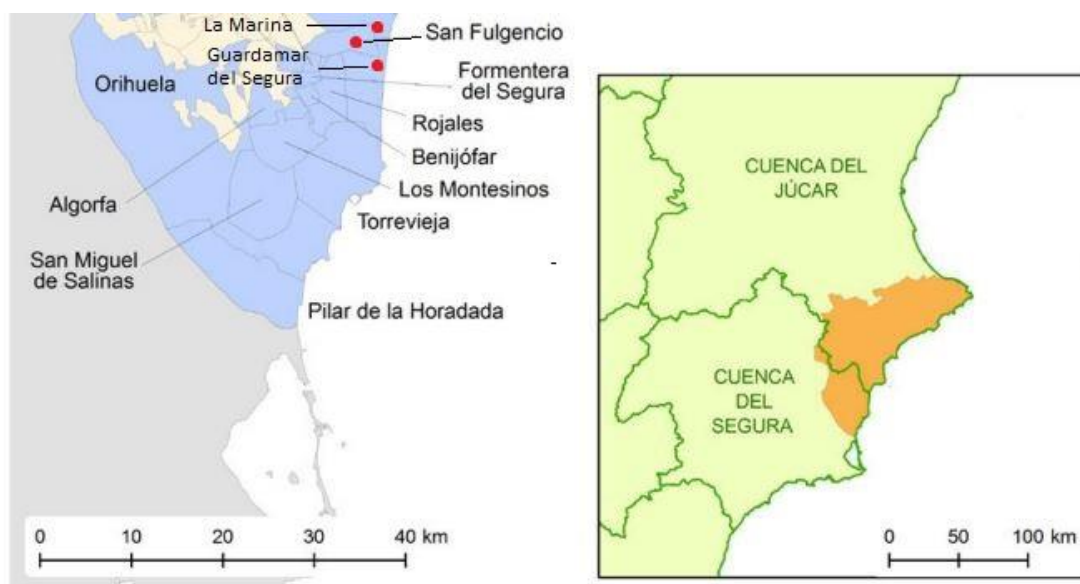 La Marina
San Fulgencio
Guardamar
del Segura
Orihuela
Formentera
del Segura
Rojales
Benijófar
Los Montesinos
Algorfa
Torrevieja
San Miguel
de Salinas
Pilar de la Horadada
0 10 20 30 40 km
CUENCA DEL
JÚCAR
CUENCA
DEL
SEGURA
0 50 100 km